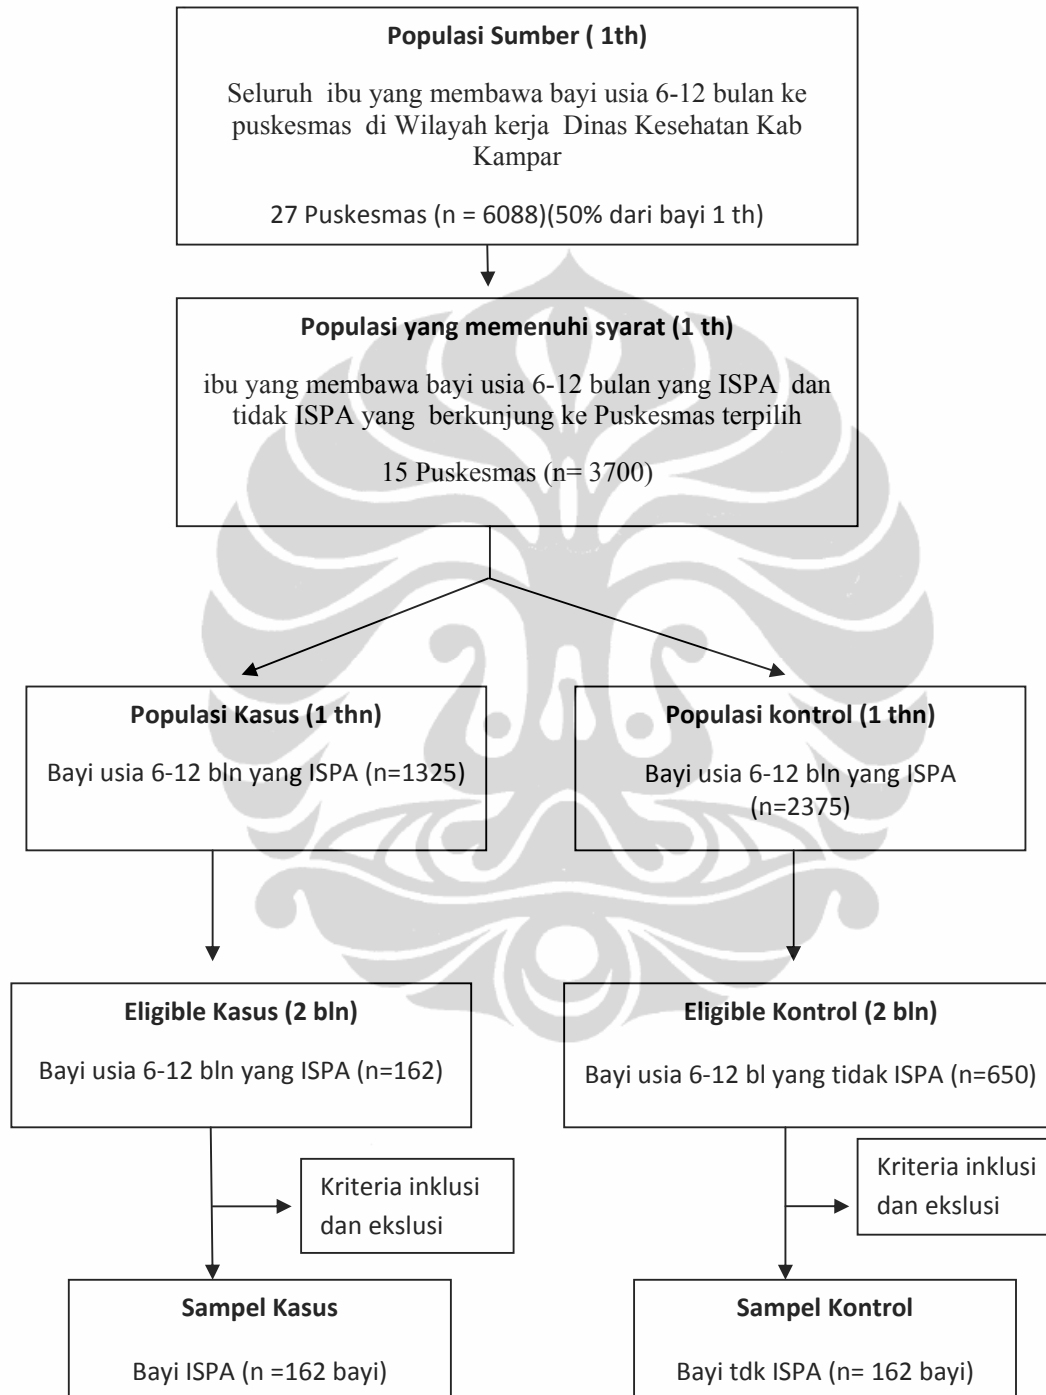 Populasi Sumber ( 1th)
Seluruh ibu yang membawa bayi usia 6-12 bulan ke
puskesmas di Wilayah kerja Dinas Kesehatan Kab
Kampar
27 Puskesmas (n = 6088)(50% dari bayi 1 th)
Populasi yang memenuhi syarat (1 th)
ibu yang membawa bayi usia 6-12 bulan yang ISPA dan
tidak ISPA yang berkunjung ke Puskesmas terpilih
15 Puskesmas (n= 3700)
Populasi Kasus (1 thn)
Bayi usia 6-12 bln yang ISPA (n=1325)
Populasi kontrol (1 thn)
Bayi usia 6-12 bln yang ISPA
(n=2375)
Eligible Kasus (2 bln)
Bayi usia 6-12 bln yang ISPA (n=162)
Eligible Kontrol (2 bln)
Bayi usia 6-12 bl yang tidak ISPA (n=650)
Kriteria inklusi
dan ekslusi
Kriteria inklusi
dan ekslusi
Sampel Kasus
Bayi ISPA (n =162 bayi)
Sampel Kontrol
Bayi tdk ISPA (n= 162 bayi)